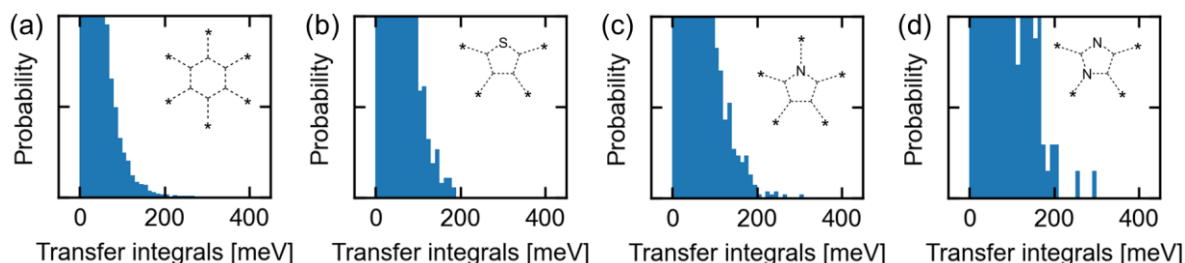 (a)
Probability
*
*
*
*
*
*
0
200
400
Transfer integrals [meV]
(b)
Probability
S
*
*
*
*
0
200
400
Transfer integrals [meV]
(c)
Probability
*
N
*
*
*
*
0
200
400
Transfer integrals [meV]
(d)
Probability
N
*
*
N
*
*
0
200
400
Transfer integrals [meV]